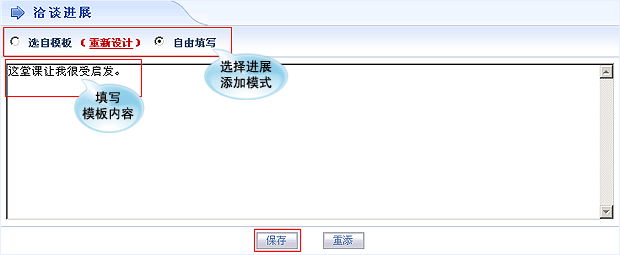 洽谈进展
选自模板 ( 重新设计 ) 自由填写
选择进展
添加模式
这堂课让我很受启发。
填写
模板内容
保存 重添